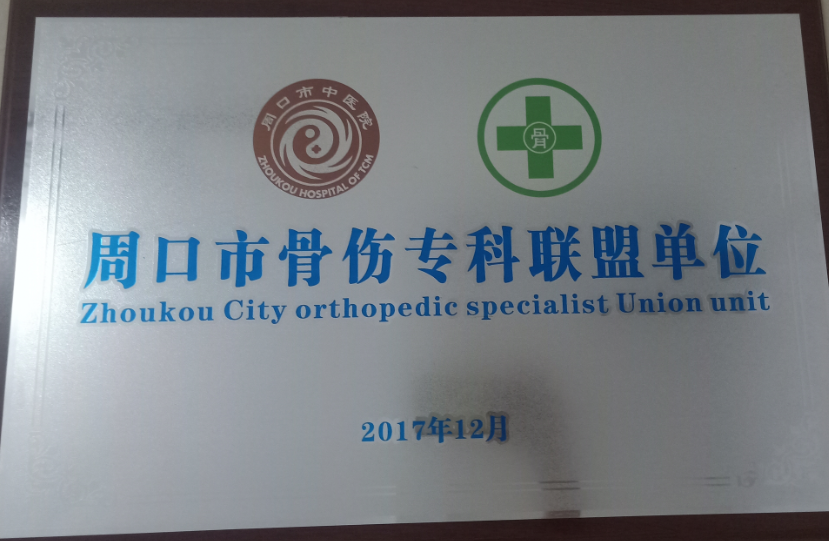 周口市中医院
ZHOUKOU HOSPITAL OF TCM
骨
周口市骨伤专科联盟单位
Zhoukou City orthopedic specialist Union unit
2017年12月